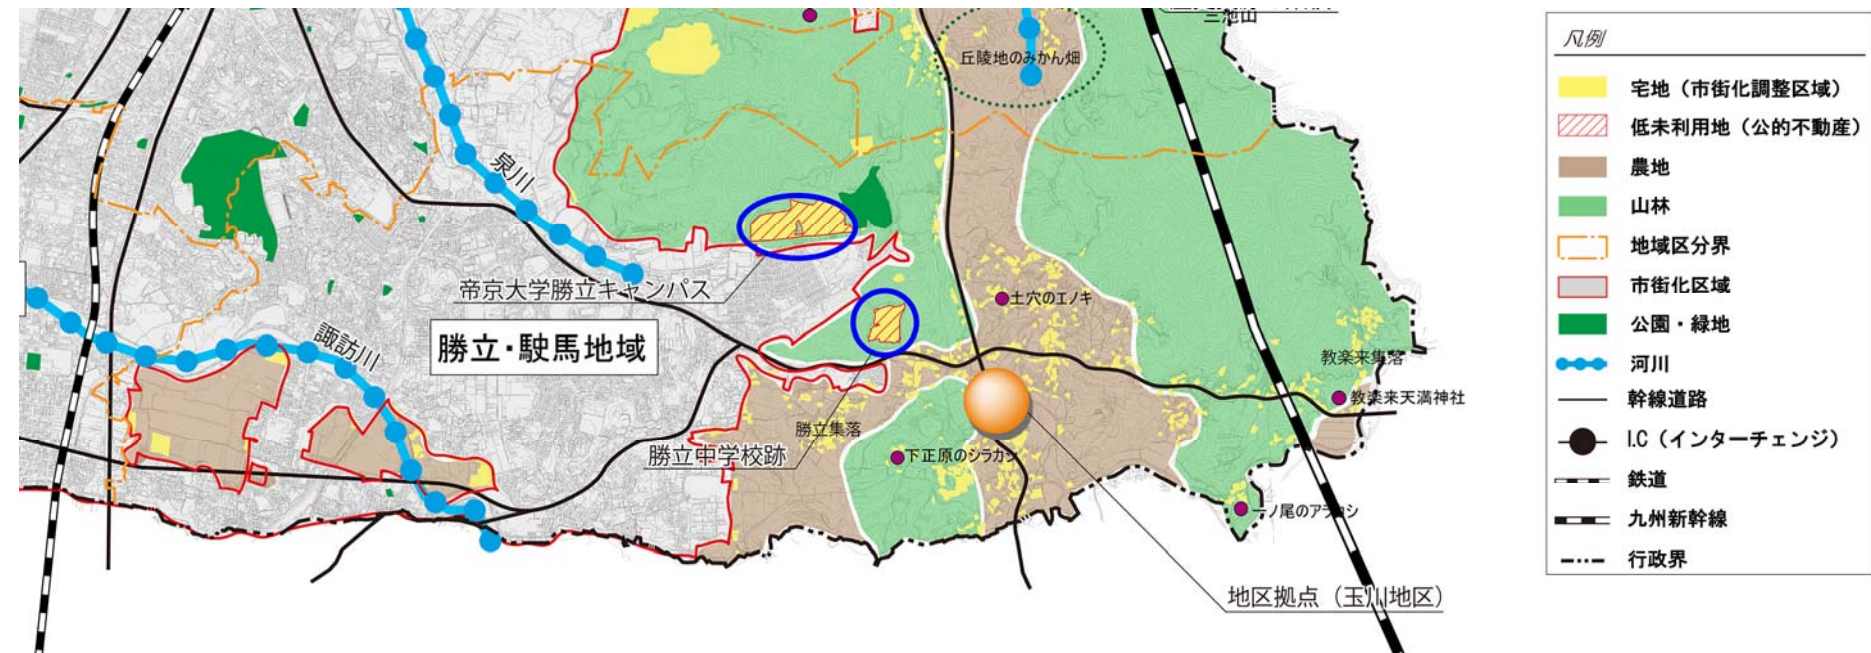 三池山
丘陵地のみかん畑
泉川
帝京大学勝立キャンパス
土穴のエノキ
諏訪川
勝立・駛馬地域
教楽来集落
教楽来天満神社
勝立集落
勝立中学校跡
下正原のシラカシ
一ノ尾のアラカシ
地区拠点（玉川地区）
凡例
宅地（市街化調整区域）
低未利用地（公的不動産）
農地
山林
地域区分界
市街化区域
公園・緑地
河川
幹線道路
I.C（インターチェンジ）
鉄道
九州新幹線
行政界